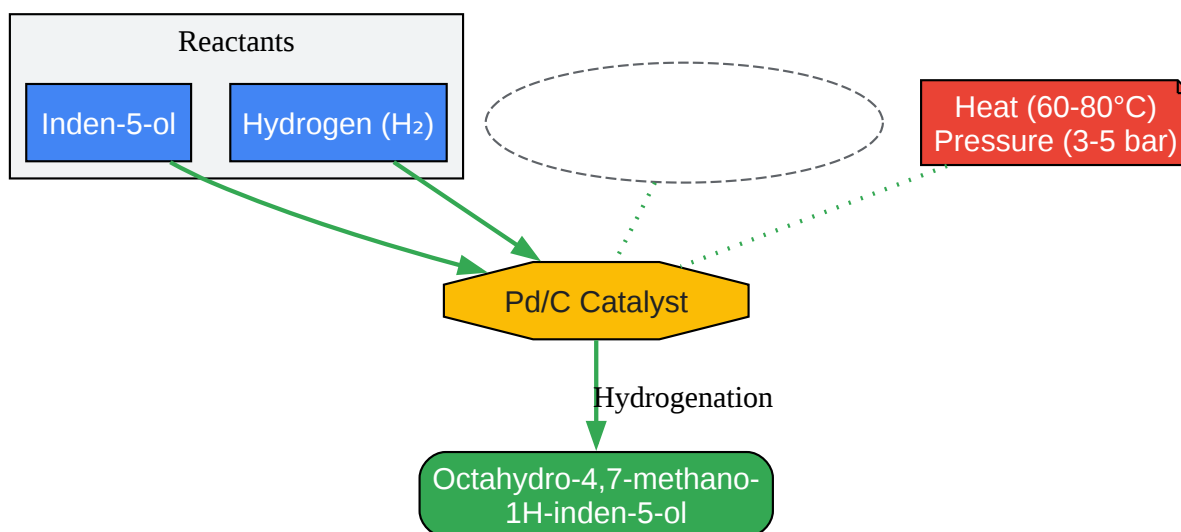 Reactants
Inden-5-ol
Hydrogen (H₂)
Heat (60-80°C)
Pressure (3-5 bar)
Pd/C Catalyst
Hydrogenation
Octahydro-4,7-methano-
1H-inden-5-ol